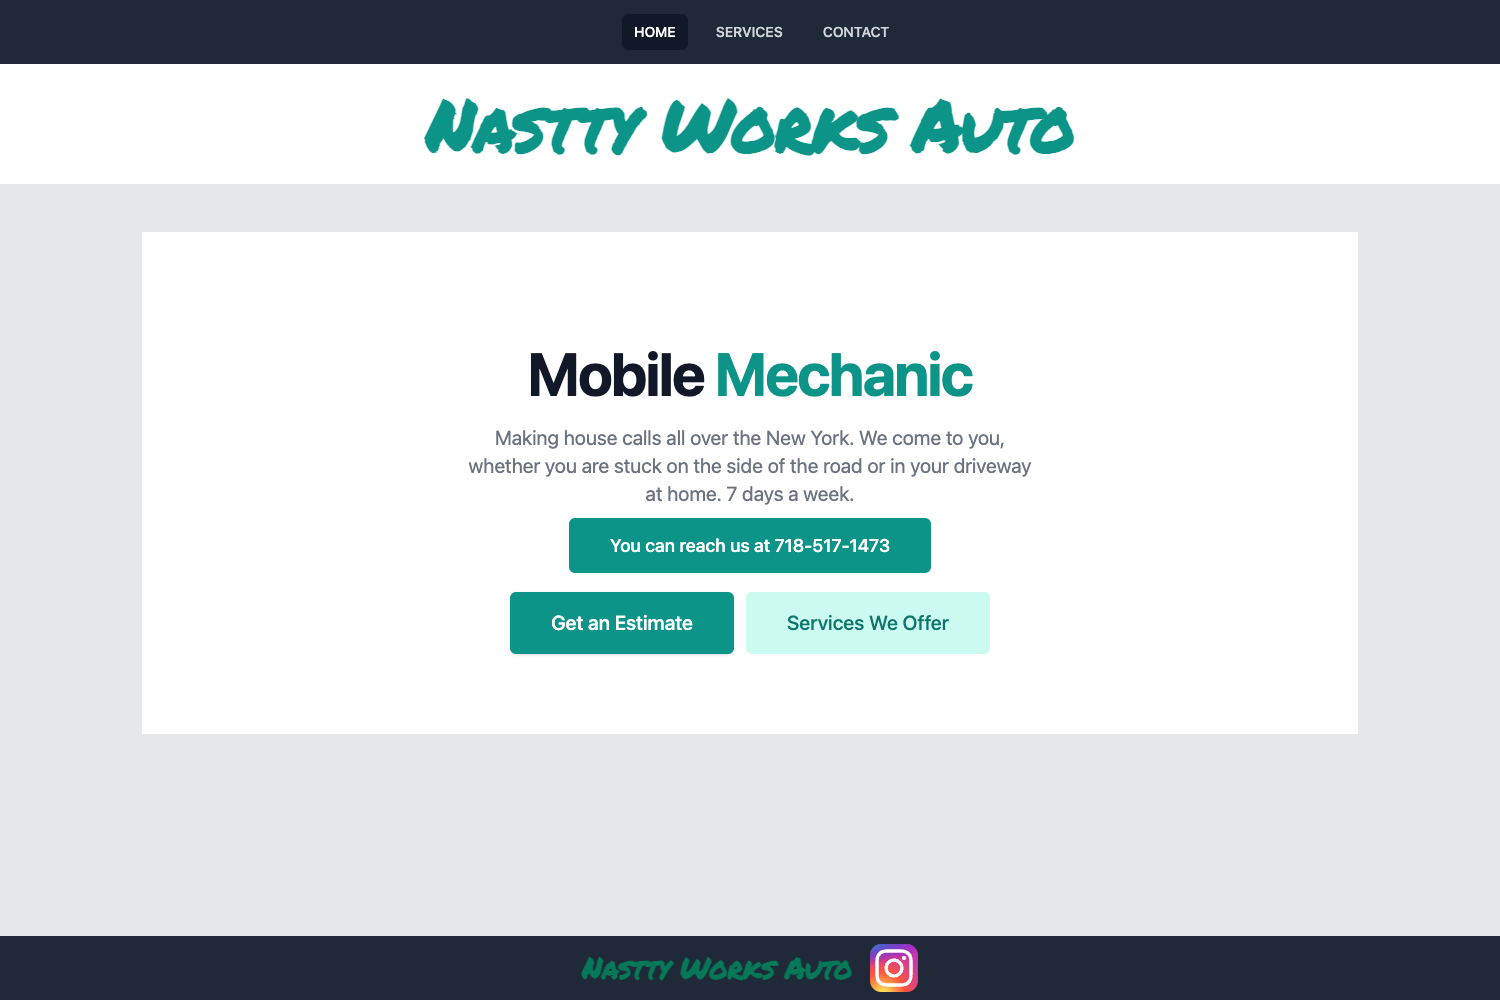 HOME SERVICES CONTACT
Nastty Works Auto
Mobile Mechanic
Making house calls all over the New York. We come to you,
whether you are stuck on the side of the road or in your driveway
at home. 7 days a week.
You can reach us at 718-517-1473
Get an Estimate Services We Offer
Nastty Works Auto